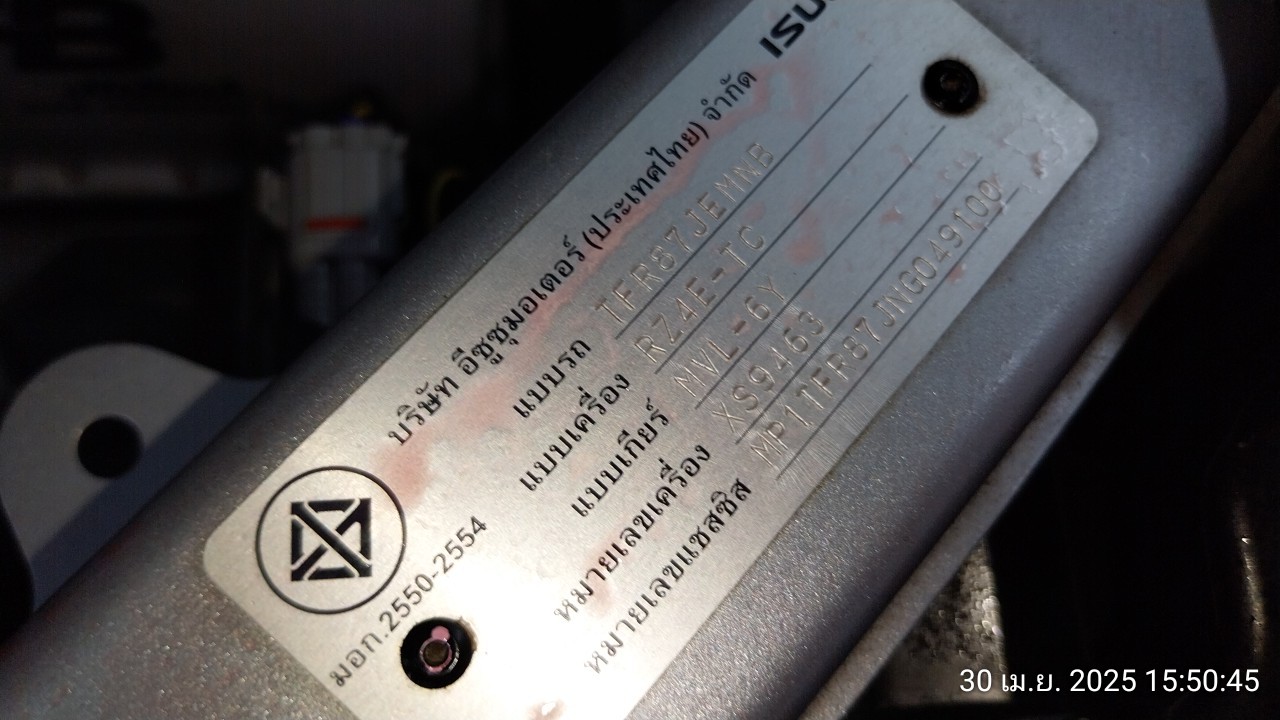 ISU
บริษัท อีซูซุมอเตอร์ (ประเทศไทย) จำกัด
แบบรถ TFR87JEMNB
แบบเครื่อง RZ4E-TC
แบบเกียร์ MVL-6Y
หมายเลขเครื่อง XS9463
หมายเลขแชสซิส MP1TFR87JNG049100
มอก.2550-2554
30 เม.ย. 2025 15:50:45